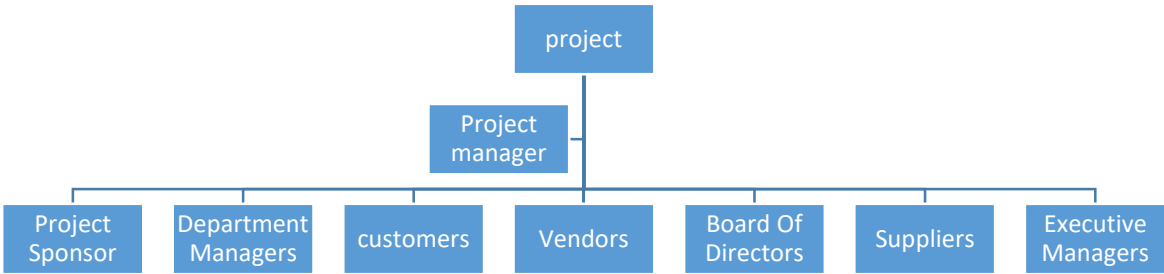 project
Project
manager
Project
Sponsor
Department
Managers
customers
Vendors
Board Of
Directors
Suppliers
Executive
Managers